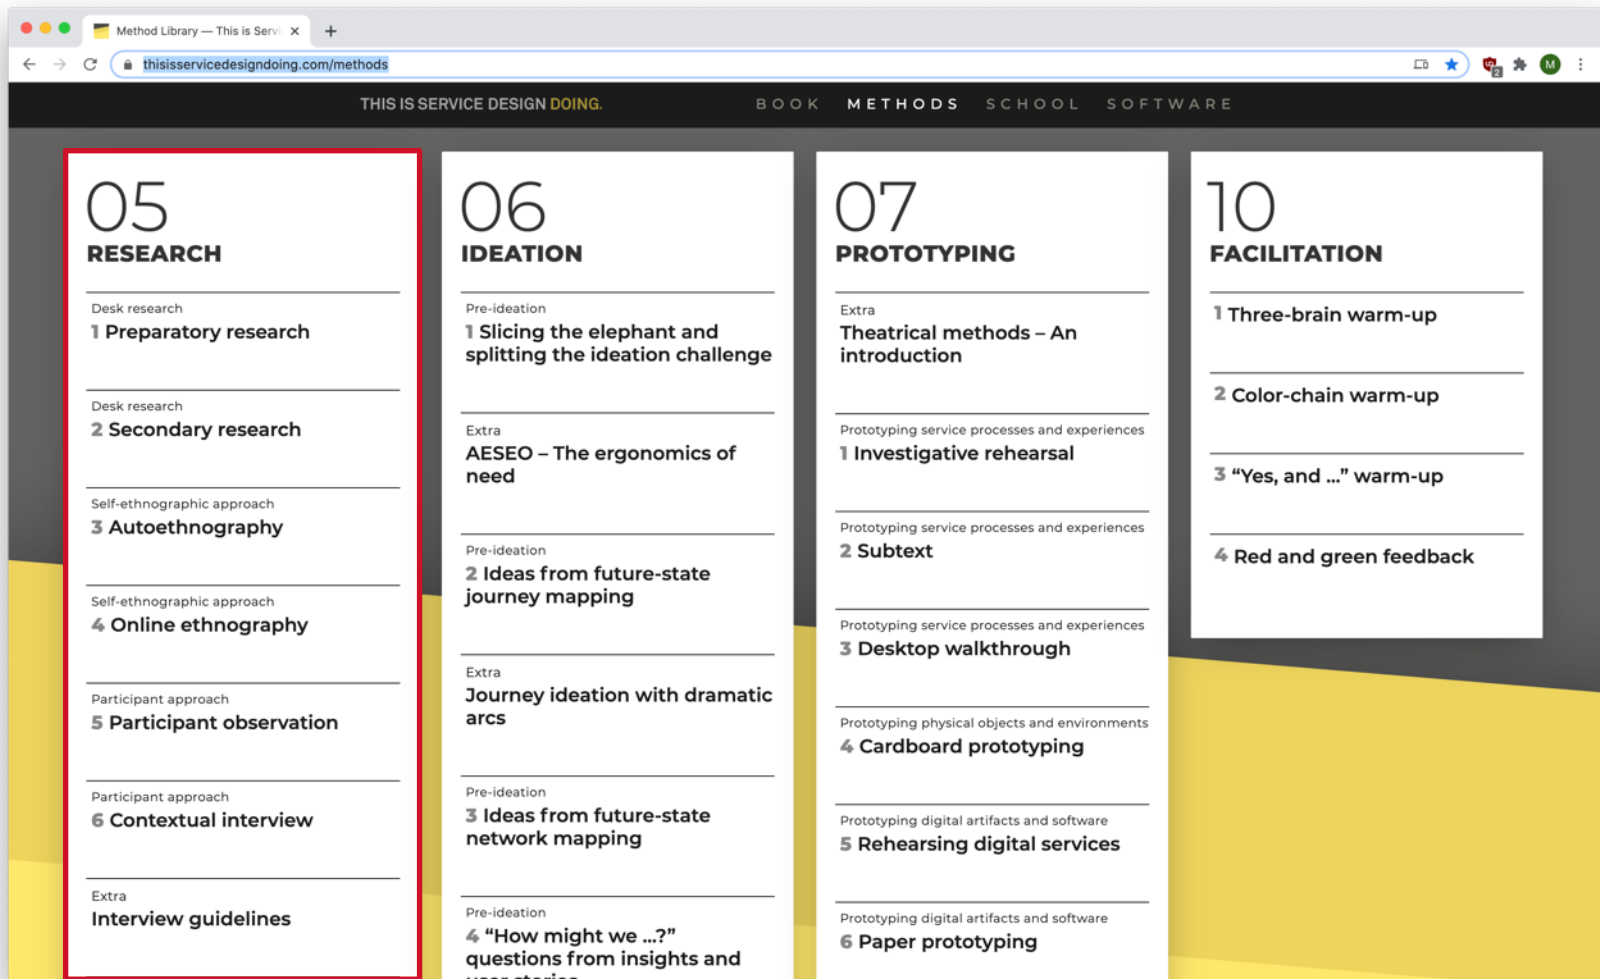 Method Library — This is Serv
thisisservicedesigndoing.com/methods
2
M
THIS IS SERVICE DESIGN DOING.
BOOK METHODS SCHOOL SOFTWARE
05
RESEARCH
Desk research
1 Preparatory research
Desk research
2 Secondary research
Self-ethnographic approach
3 Autoethnography
Self-ethnographic approach
4 Online ethnography
Participant approach
5 Participant observation
Participant approach
6 Contextual interview
Extra
Interview guidelines
06
IDEATION
Pre-ideation
1 Slicing the elephant and
splitting the ideation challenge
Extra
AESEO – The ergonomics of
need
Pre-ideation
2 Ideas from future-state
journey mapping
Extra
Journey ideation with dramatic
arcs
Pre-ideation
3 Ideas from future-state
network mapping
Pre-ideation
4 “How might we ...?”
questions from insights and
user stories
07
PROTOTYPING
Extra
Theatrical methods – An
introduction
Prototyping service processes and experiences
1 Investigative rehearsal
Prototyping service processes and experiences
2 Subtext
Prototyping service processes and experiences
3 Desktop walkthrough
Prototyping physical objects and environments
4 Cardboard prototyping
Prototyping digital artifacts and software
5 Rehearsing digital services
Prototyping digital artifacts and software
6 Paper prototyping
10
FACILITATION
1 Three-brain warm-up
2 Color-chain warm-up
3 “Yes, and ...” warm-up
4 Red and green feedback